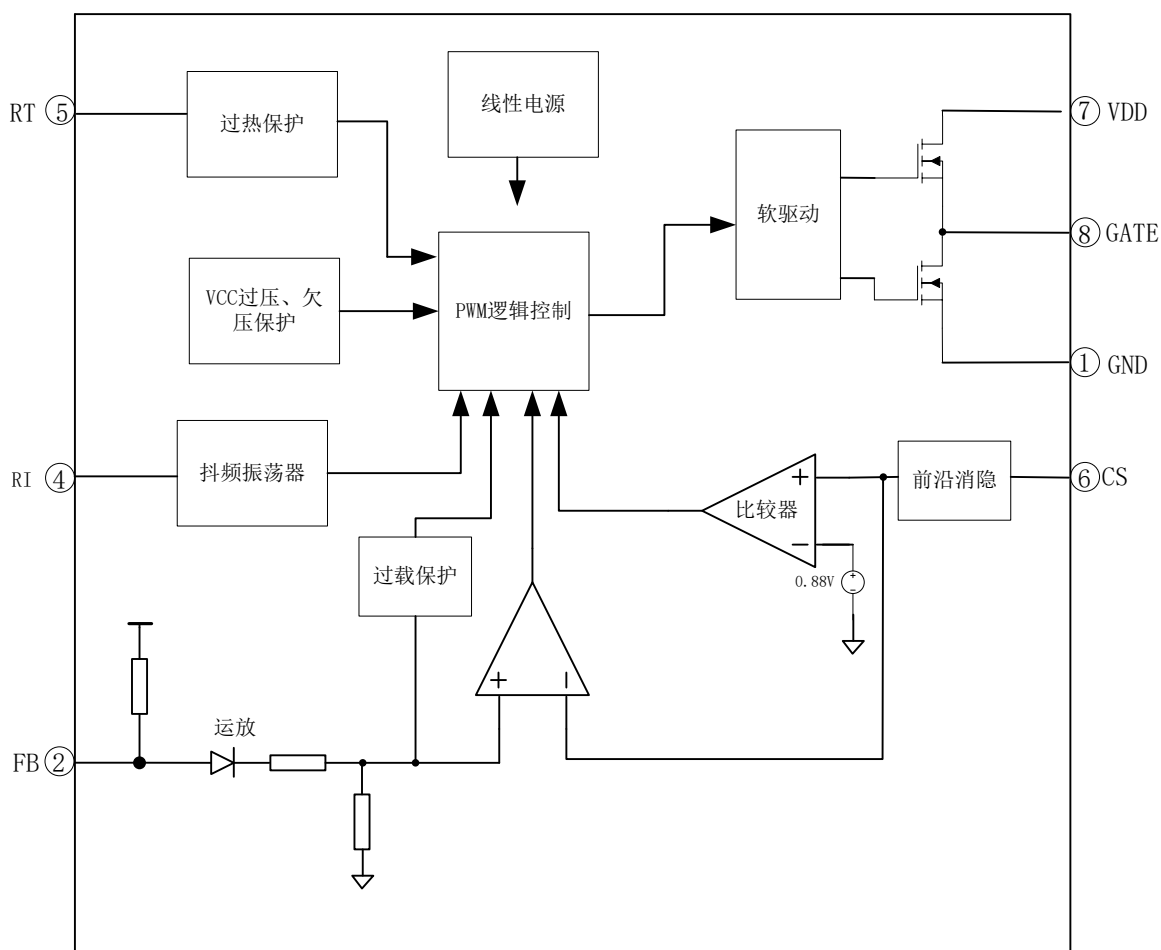 RT ⑤
过热保护
线性电源
⑦ VDD
软驱动
⑧ GATE
VCC过压、欠
压保护
PWM逻辑控制
① GND
RI ④
抖频振荡器
比较器
+
−
前沿消隐
⑥ CS
过载保护
0.88V
+
−
+
−
运放
FB ②